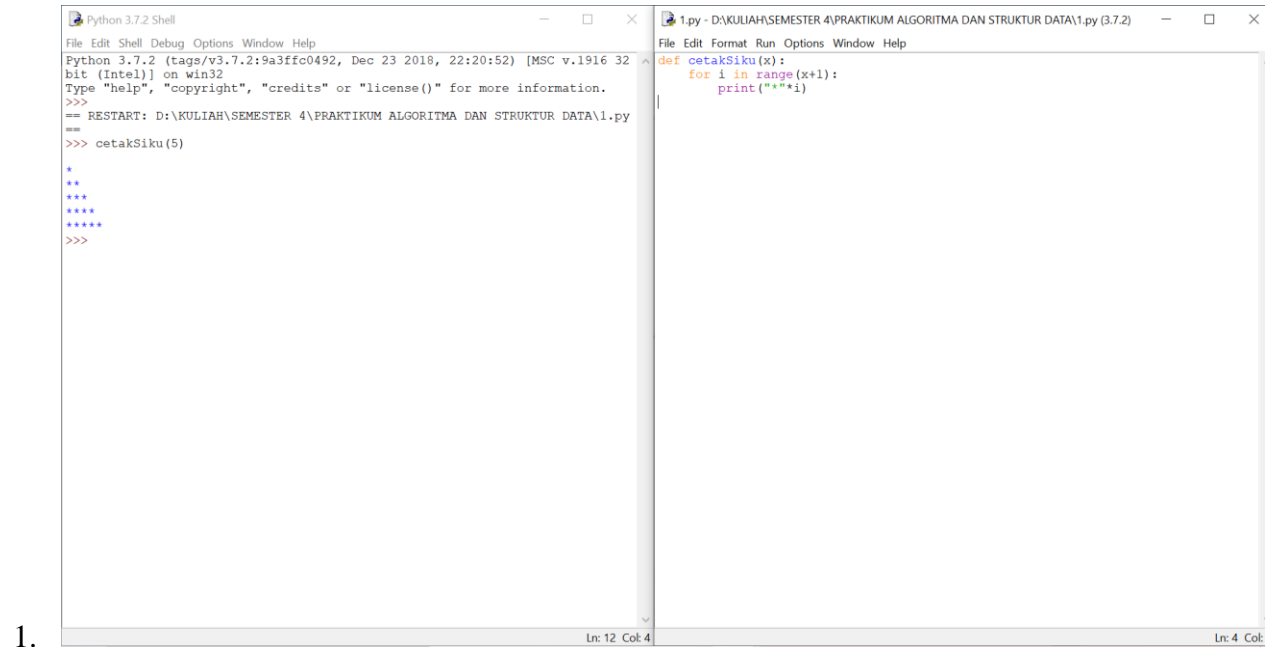 Python 3.7.2 Shell
File Edit Shell Debug Options Window Help
Python 3.7.2 (tags/v3.7.2:9a3ffc0492, Dec 23 2018, 22:20:52) [MSC v.1916 32
bit (Intel)] on win32
Type "help", "copyright", "credits" or "license()" for more information.
>>>
== RESTART: D:\KULIAH\SEMESTER 4\PRAKTIKUM ALGORITMA DAN STRUKTUR DATA\1.py
==
>>> cetakSiku(5)

*
**
***
****
*****
>>>
Ln: 12 Col: 4
1.py - D:\KULIAH\SEMESTER 4\PRAKTIKUM ALGORITMA DAN STRUKTUR DATA\1.py (3.7.2)
File Edit Format Run Options Window Help
def cetakSiku(x):
    for i in range(x+1):
        print("*"*i)
Ln: 4 Col:
1.